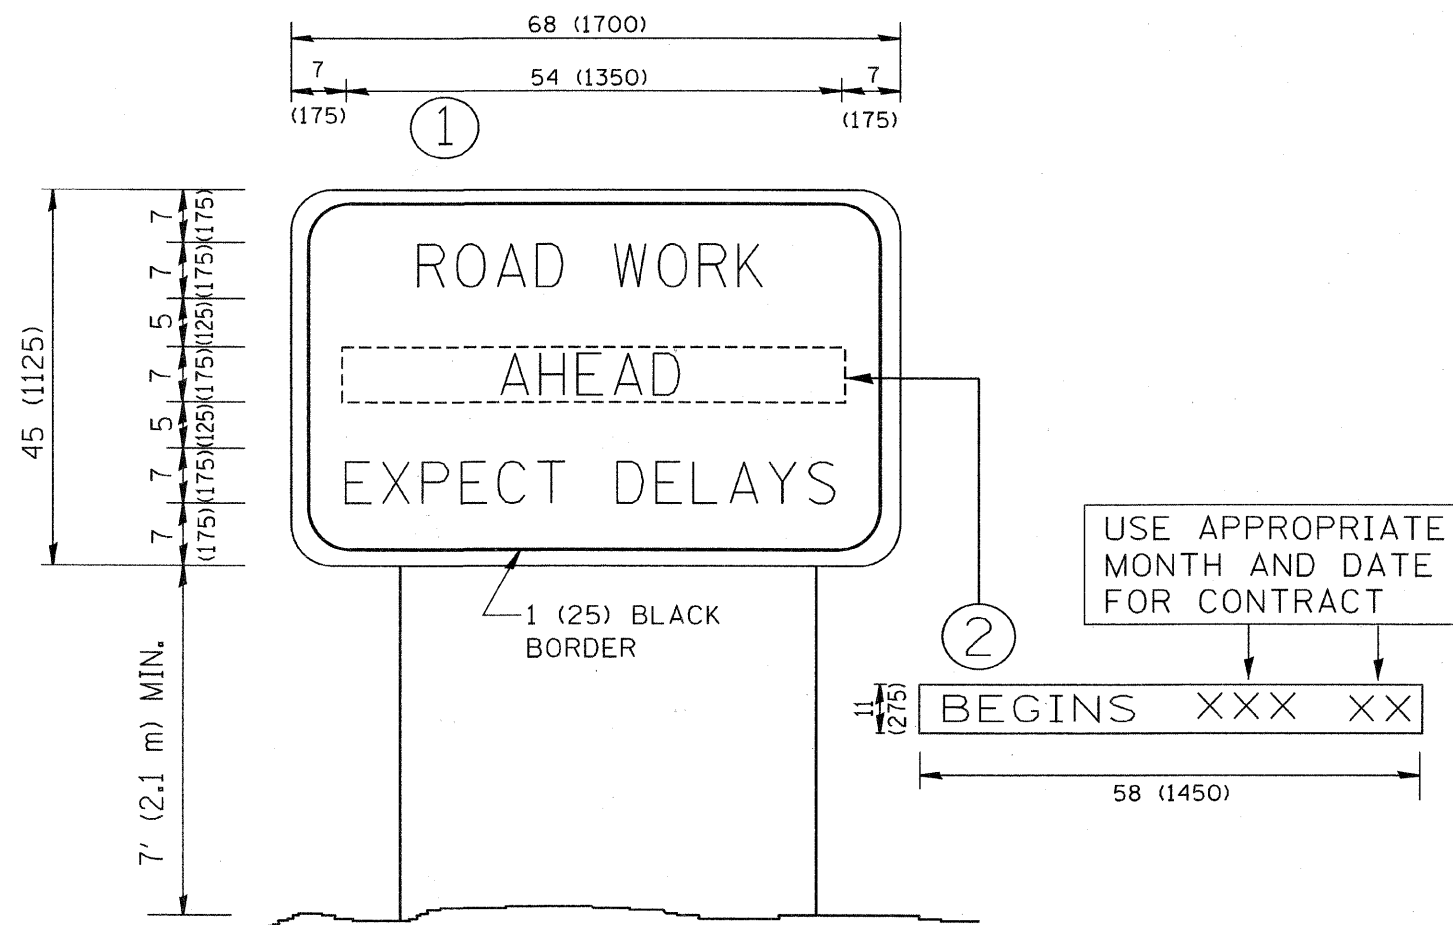 68 (1700)
7
54 (1350)
7
(175)
(175)
1
7
(175)
7
(175)
5
(125)
7
(175)
5
(125)
7
(175)
7
(175)
45 (1125)
ROAD WORK
AHEAD
EXPECT DELAYS
1 (25) BLACK
BORDER
7' (2.1 m) MIN.
2
USE APPROPRIATE
MONTH AND DATE
FOR CONTRACT
11
(275)
BEGINS XXX XX
58 (1450)